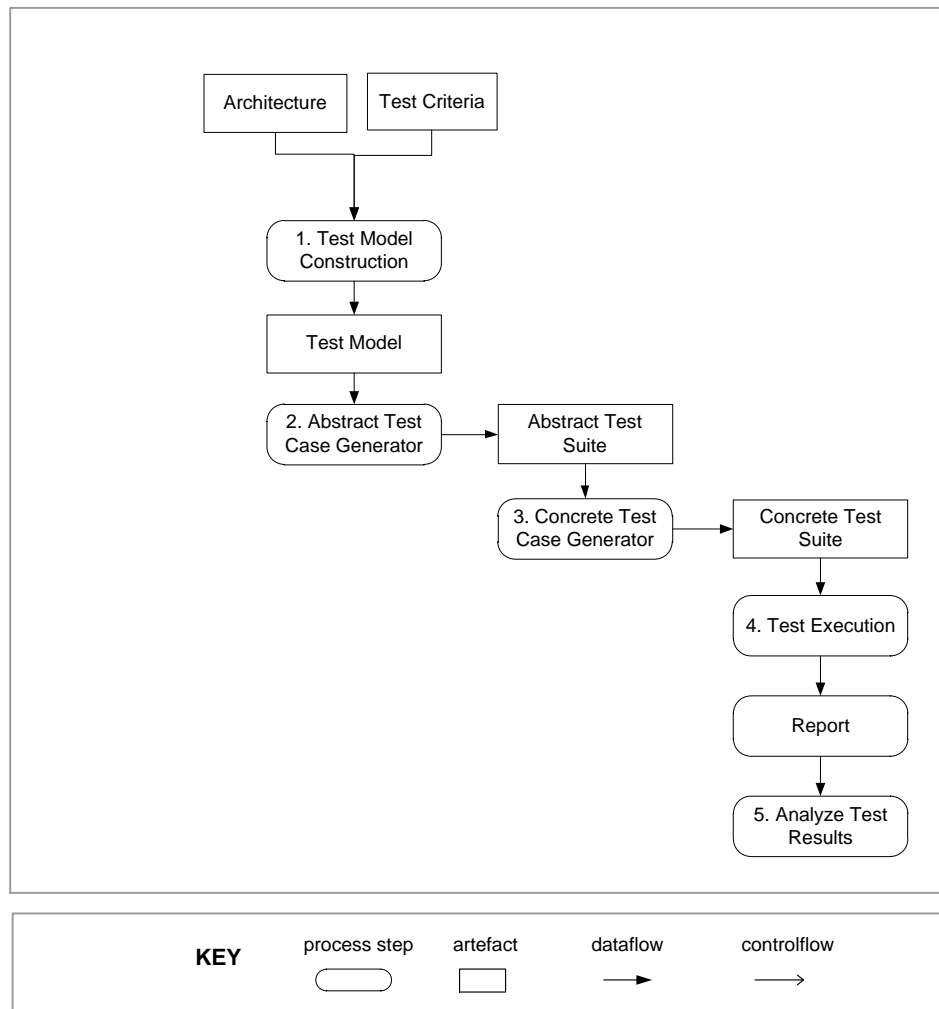 Architecture
Test Criteria
1. Test Model
Construction
Test Model
2. Abstract Test
Case Generator
Abstract Test
Suite
3. Concrete Test
Case Generator
Concrete Test
Suite
4. Test Execution
Report
5. Analyze Test
Results
KEY
process step
artefact
dataflow
controlflow